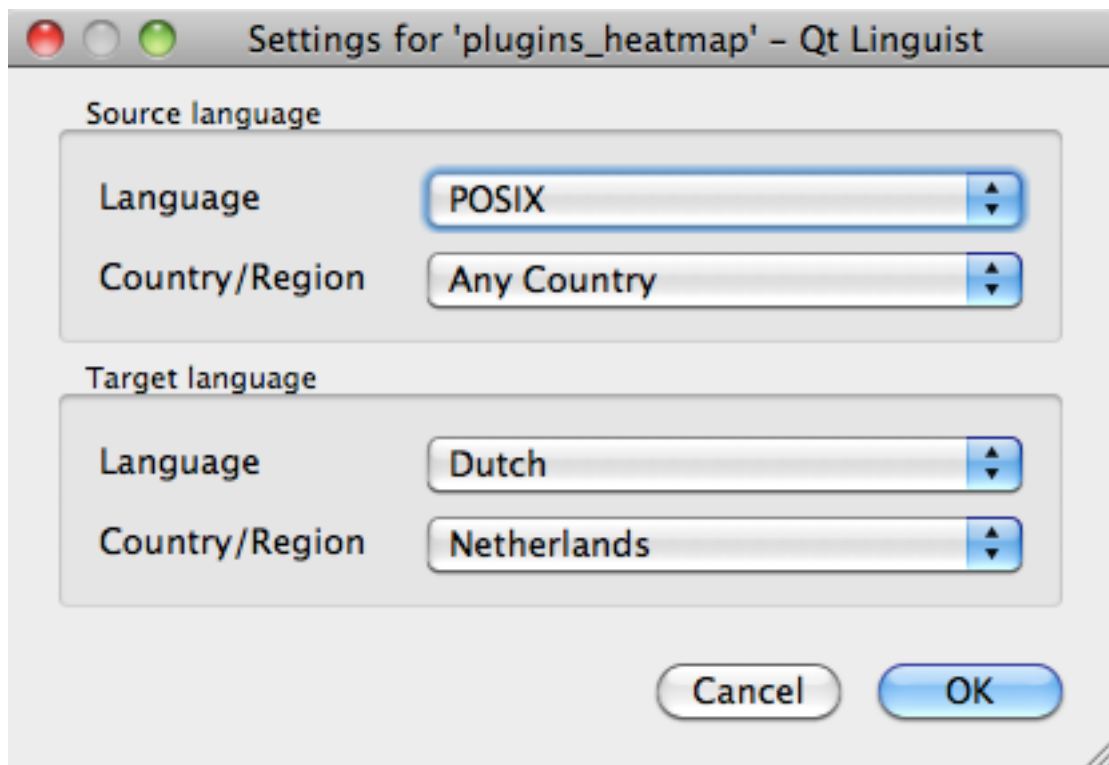 Settings for 'plugins_heatmap' – Qt Linguist
Source language
Language POSIX
Country/Region Any Country
Target language
Language Dutch
Country/Region Netherlands
Cancel OK